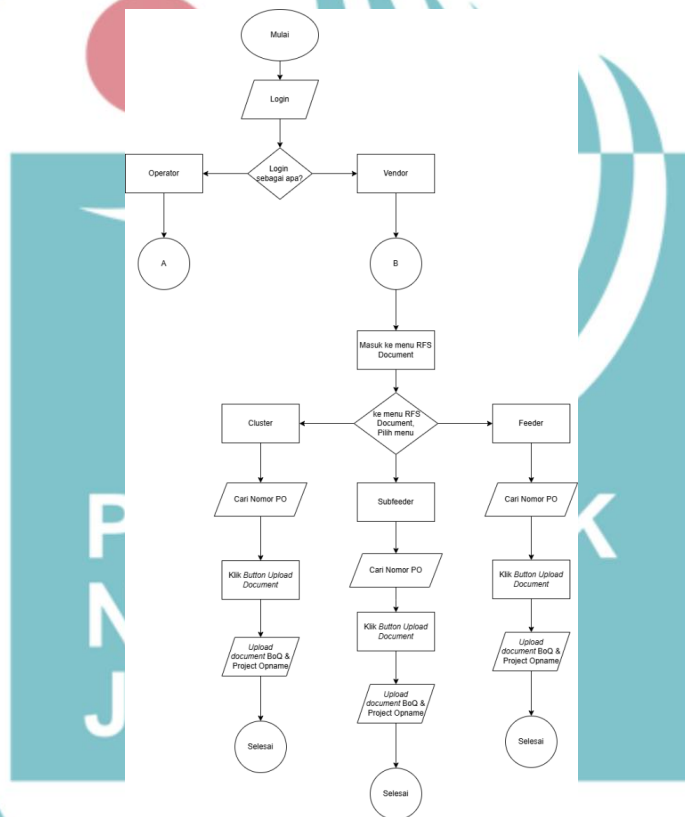 Mulai
Login
Login
sebagai apa?
Operator
Vendor
A
B
Masuk ke menu RFS
Document
ke menu RFS
Document,
Pilih menu
Cluster
Feeder
Cari Nomor PO
Subfeeder
Cari Nomor PO
Cari Nomor PO
Klik Button Upload
Document
Klik Button Upload
Document
Klik Button Upload
Document
Upload
document BoQ &
Project Opname
Upload
document BoQ &
Project Opname
Upload
document BoQ &
Project Opname
Selesai
Selesai
Selesai
P K
N
J